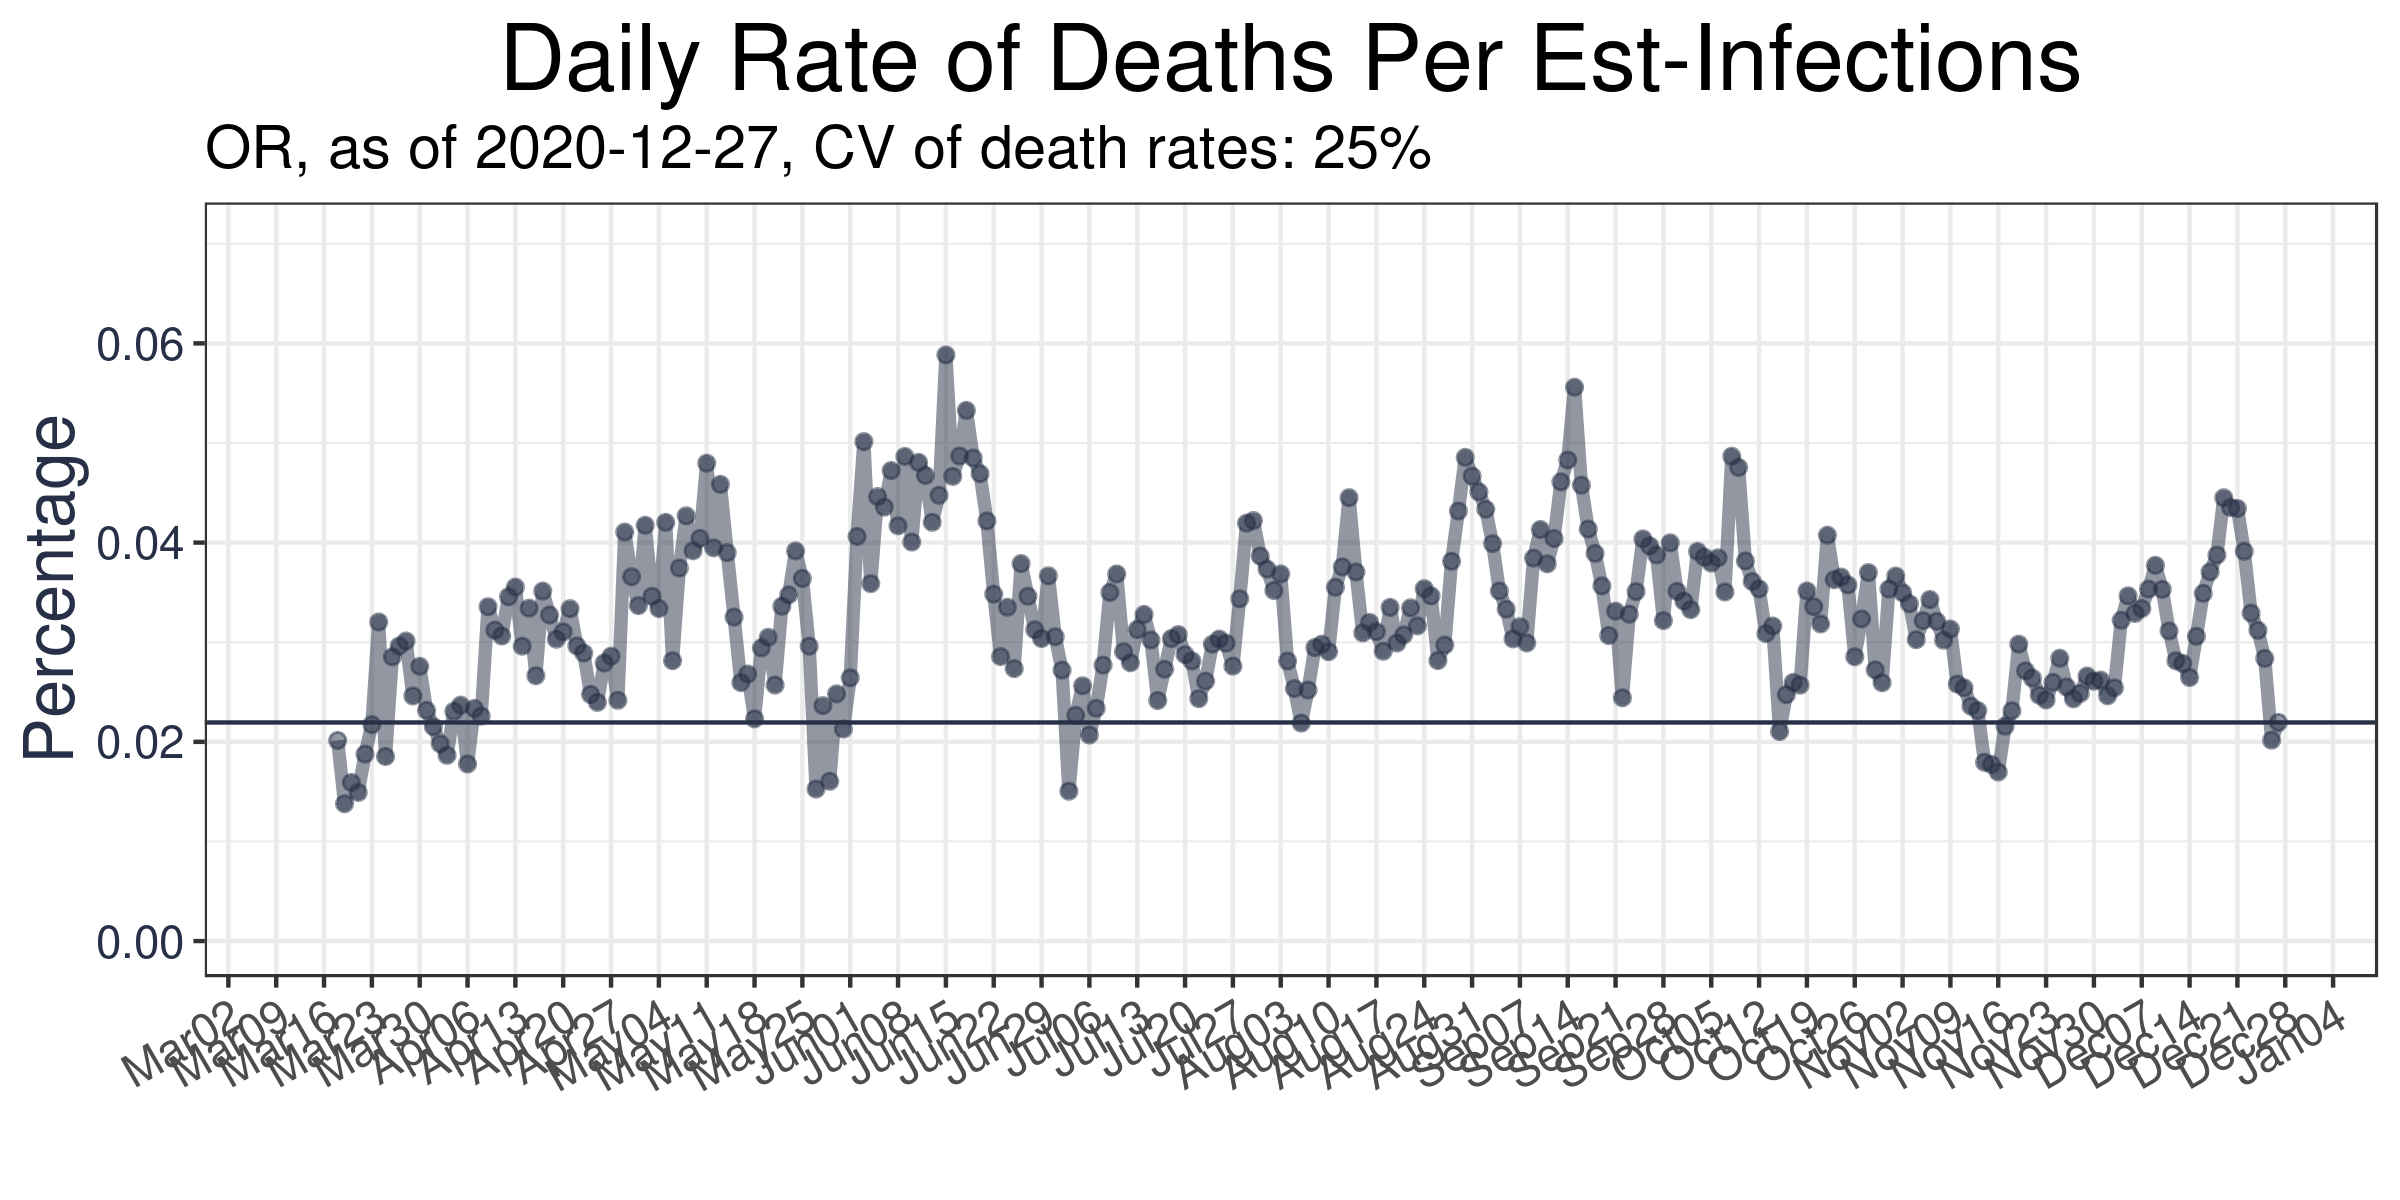 Daily Rate of Deaths Per Est-Infections
OR, as of 2020-12-27, CV of death rates: 25%
Percentage
0.06
0.04
0.02
0.00
Mar02
Mar09
Mar16
Mar23
Mar30
Apr06
Apr13
Apr20
Apr27
May04
May11
May18
May25
Jun01
Jun08
Jun15
Jun22
Jun29
Jul06
Jul13
Jul20
Jul27
Aug03
Aug10
Aug17
Aug24
Aug31
Sep07
Sep14
Sep21
Sep28
Oct05
Oct12
Oct19
Oct26
Nov02
Nov09
Nov16
Nov23
Nov30
Dec07
Dec14
Dec21
Dec28
Jan04